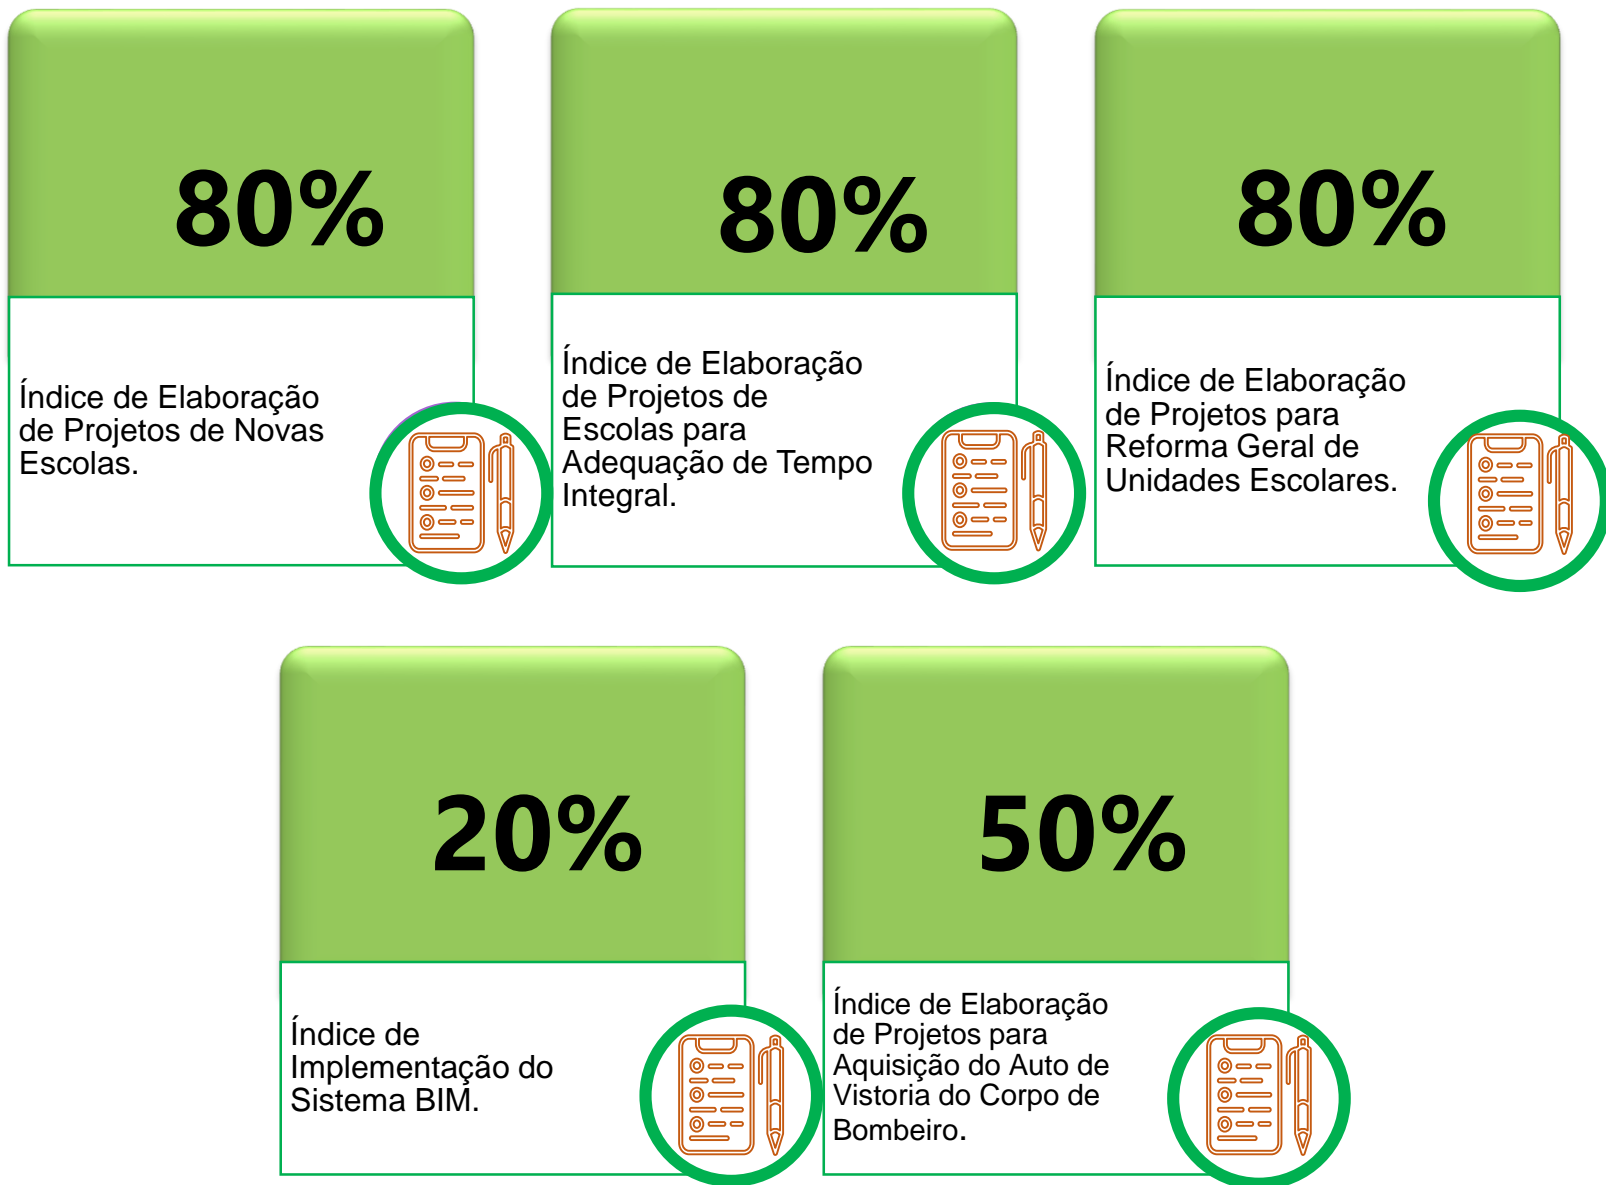 80%
Índice de Elaboração
de Projetos de Novas
Escolas.
80%
Índice de Elaboração
de Projetos de
Escolas para
Adequação de Tempo
Integral.
80%
Índice de Elaboração
de Projetos para
Reforma Geral de
Unidades Escolares.
20%
Índice de
Implementação do
Sistema BIM.
50%
Índice de Elaboração
de Projetos para
Aquisição do Auto de
Vistoria do Corpo de
Bombeiro.